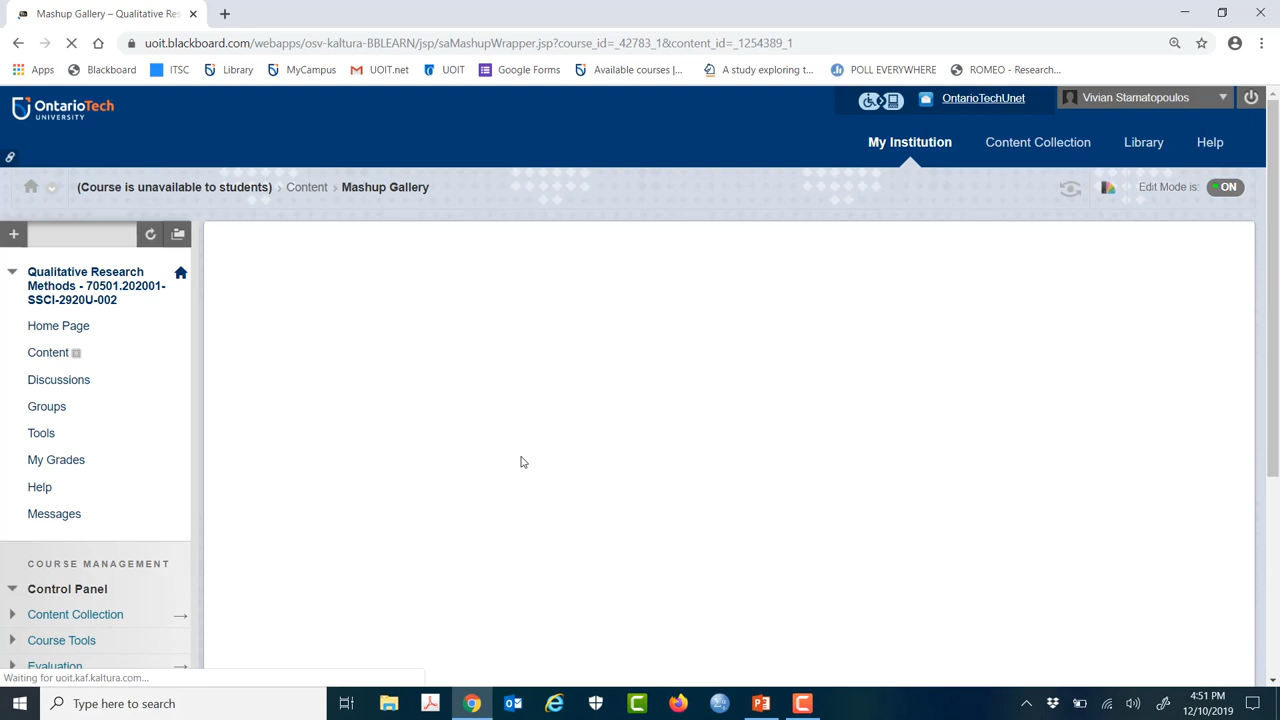 Mashup Gallery – Qualitative Res
uoit.blackboard.com/webapps/osv-kaltura-BBLEARN/jsp/saMashupWrapper.jsp?course_id=_42783_1&content_id=_1254389_1
Apps Blackboard ITSC Library MyCampus UOIT.net UOIT Google Forms Available courses |... A study exploring t... POLL EVERYWHERE ROMEO - Research...
OntarioTech
UNIVERSITY
OntarioTechUnet Vivian Stamatopoulos
My Institution Content Collection Library Help
(Course is unavailable to students) Content Mashup Gallery Edit Mode is: ON
Qualitative Research
Methods - 70501.202001-
SSCI-2920U-002
Home Page
Content
Discussions
Groups
Tools
My Grades
Help
Messages
COURSE MANAGEMENT
Control Panel
Content Collection
Course Tools
Evaluation
Waiting for uoit.kaf.kaltura.com...
Type here to search
4:51 PM
12/10/2019